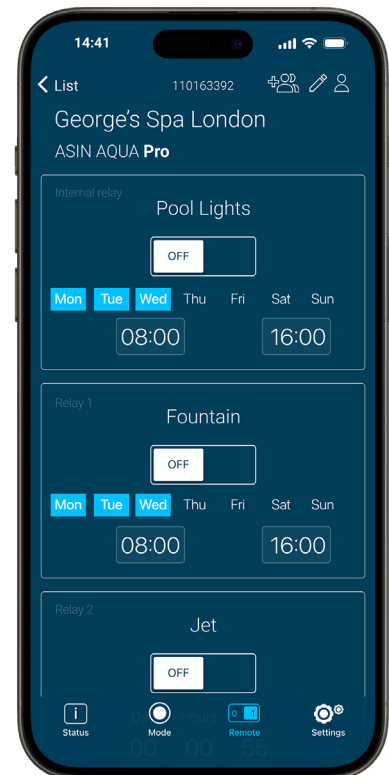 14:41
List 110163392
George's Spa London
ASIN AQUA Pro
Internal relay
Pool Lights
OFF
Mon Tue Wed Thu Fri Sat Sun
08:00 16:00
Relay 1
Fountain
OFF
Mon Tue Wed Thu Fri Sat Sun
08:00 16:00
Relay 2
Jet
OFF
Hours
0 1
Status Mode Remote Settings
00 : 00 : 55